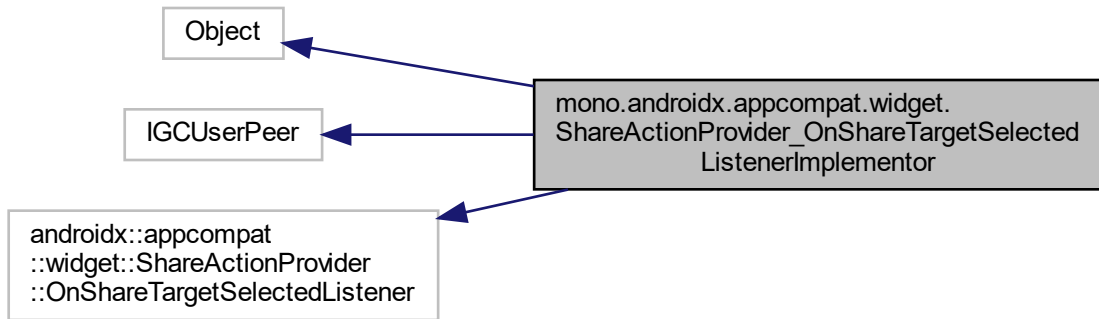 Object
IGCUserPeer
androidx::appcompat
::widget::ShareActionProvider
::OnShareTargetSelectedListener
mono.androidx.appcompat.widget.
ShareActionProvider_OnShareTargetSelected
ListenerImplementor